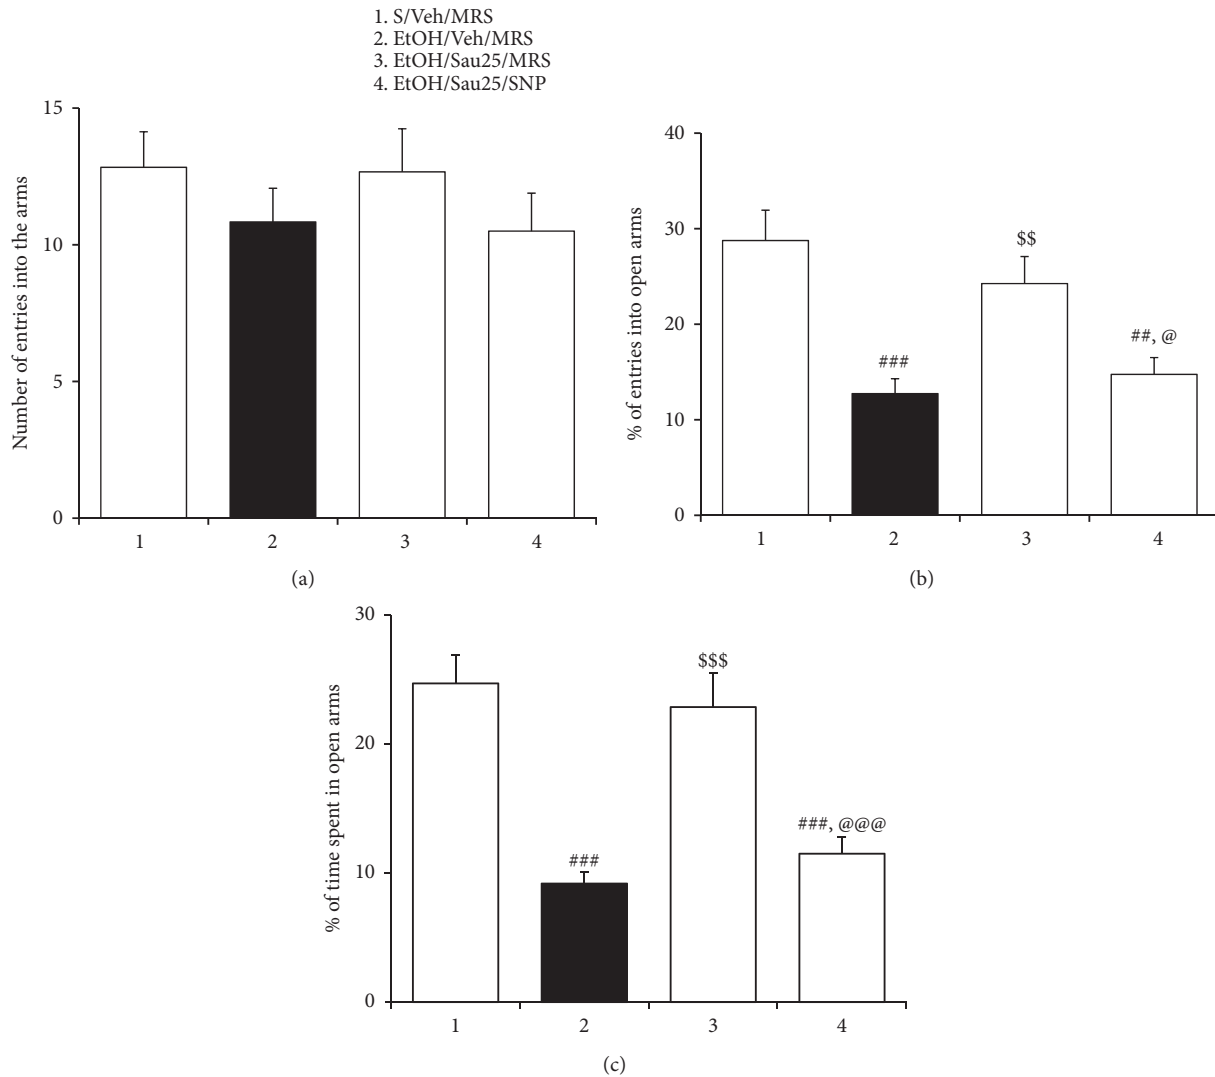 1. S/Veh/MRS
2. EtOH/Veh/MRS
3. EtOH/Sau25/MRS
4. EtOH/Sau25/SNP
15
10
5
0
Number of entries into the arms
1 2 3 4
(a)
40
30
20
10
0
% of entries into open arms
###
$$
##, @
1 2 3 4
(b)
30
20
10
0
% of time spent in open arms
###
$$$
###, @@@
1 2 3 4
(c)